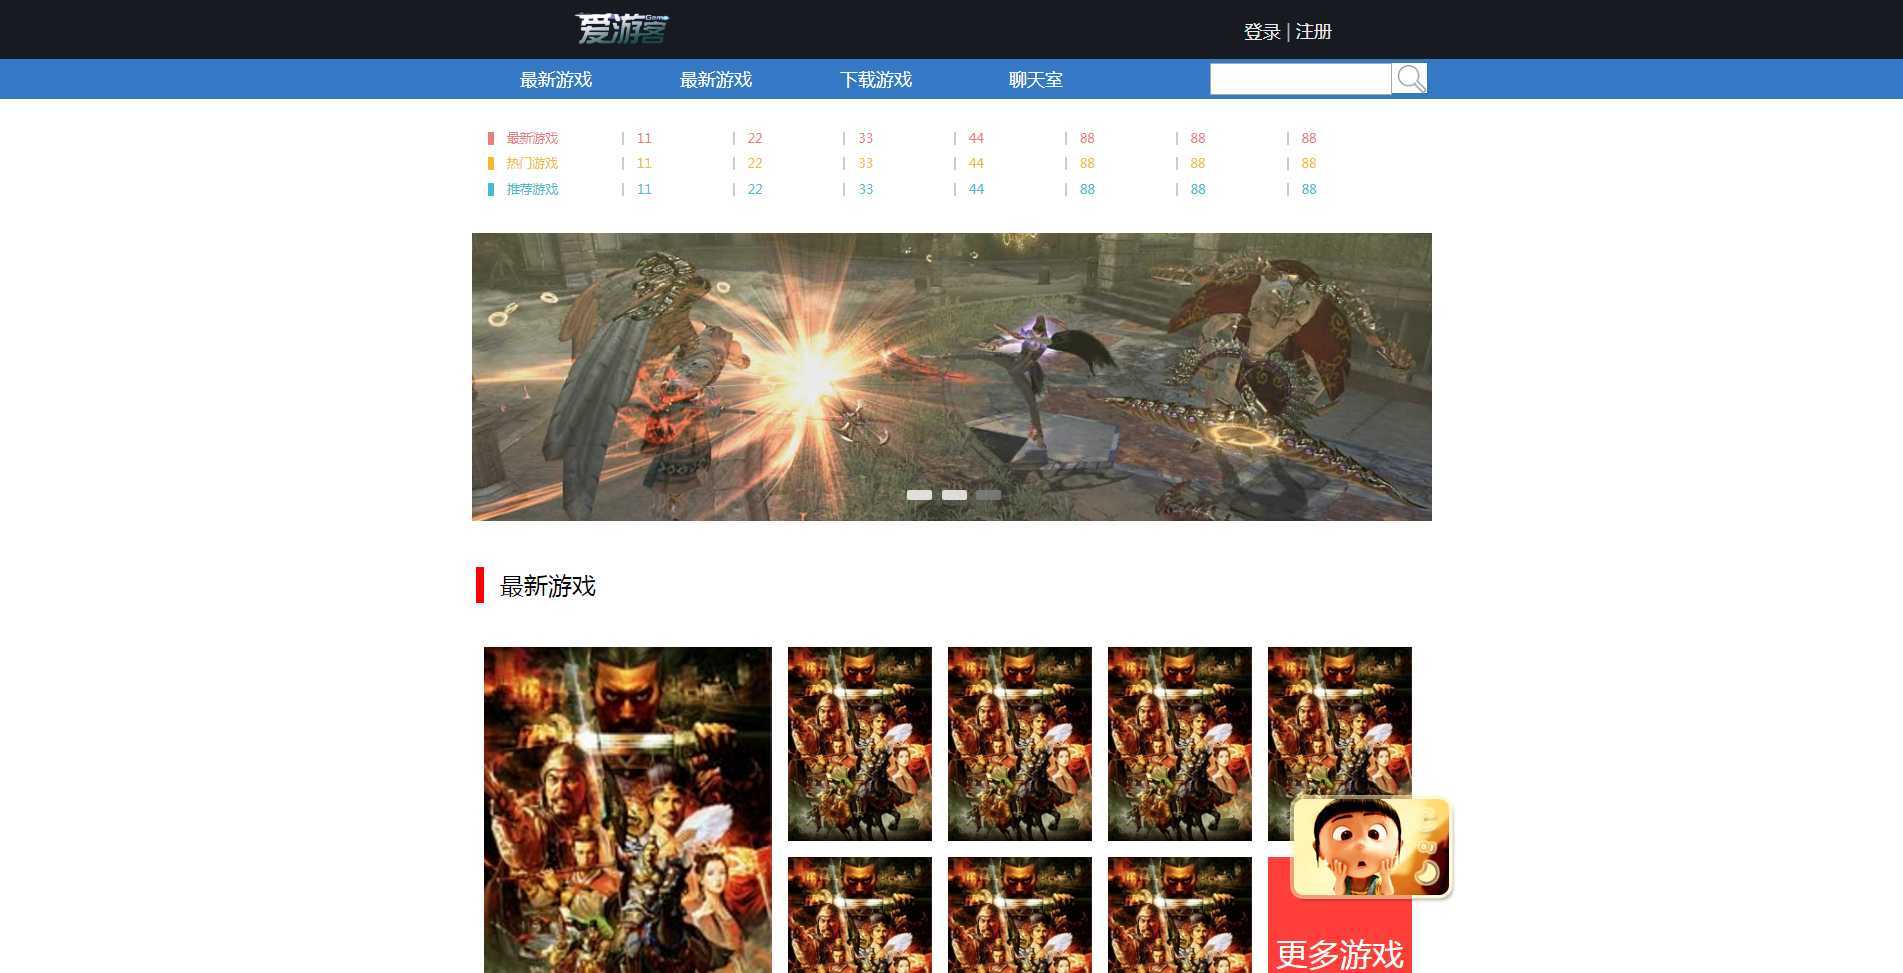 爱游客 Game
登录 | 注册
最新游戏 最新游戏 下载游戏 聊天室
最新游戏 | 11 | 22 | 33 | 44 | 88 | 88 | 88
热门游戏 | 11 | 22 | 33 | 44 | 88 | 88 | 88
推荐游戏 | 11 | 22 | 33 | 44 | 88 | 88 | 88
最新游戏
更多游戏